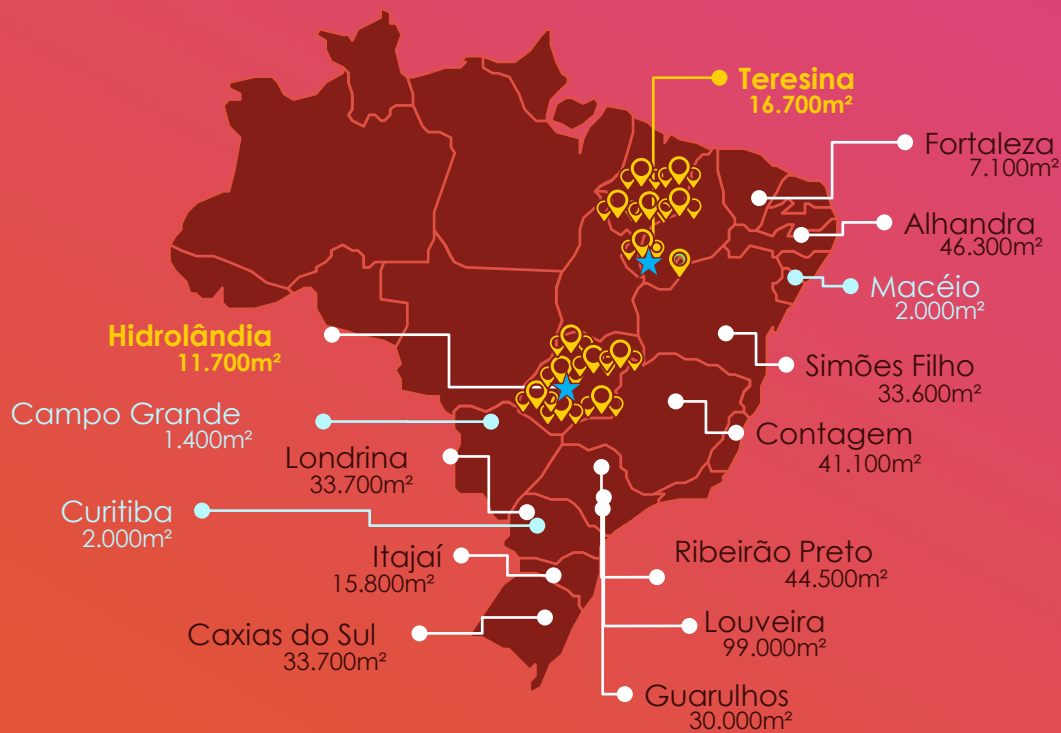 Teresina
16.700m²
Fortaleza
7.100m²
Alhandra
46.300m²
Macéio
2.000m²
Hidrolândia
11.700m²
Simões Filho
33.600m²
Campo Grande
1.400m²
Contagem
41.100m²
Londrina
33.700m²
Curitiba
2.000m²
Itajaí
15.800m²
Ribeirão Preto
44.500m²
Caxias do Sul
33.700m²
Louveira
99.000m²
Guarulhos
30.000m²